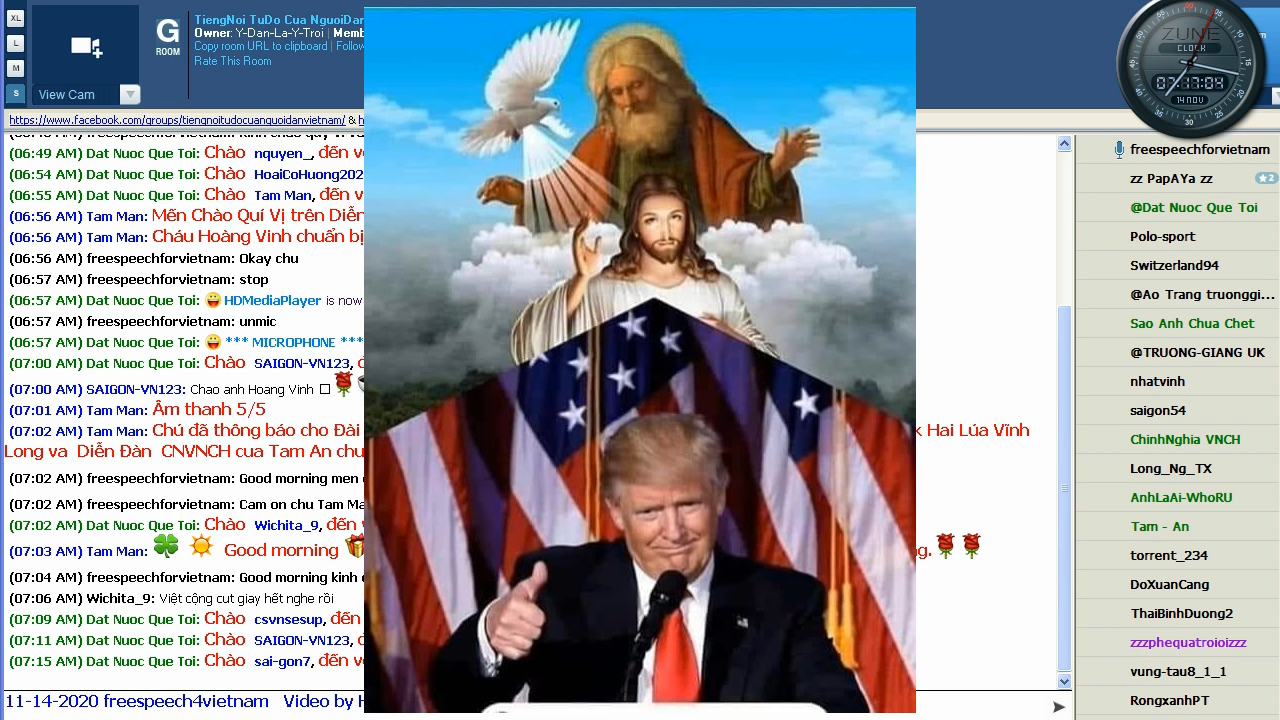 XL
L
M
S
View Cam
G
ROOM
TiengNoi TuDo Cua NguoiDan
Owner: Y-Dan-La-Y-Troi | Memb
Copy room URL to clipboard | Follow
Rate This Room
ZUNE
CLOCK
07:17:04
14 NOV
https://www.facebook.com/groups/tiengnoitudocuanguoidanvietnam/ & h
(06:49 AM) Dat Nuoc Que Toi: Chào nguyen_, đến v
(06:54 AM) Dat Nuoc Que Toi: Chào HoaiCoHuong202
(06:55 AM) Dat Nuoc Que Toi: Chào Tam Man, đến v
(06:56 AM) Tam Man: Mến Chào Quí Vị trên Diễn
(06:56 AM) Tam Man: Cháu Hoàng Vinh chuẩn bị
(06:56 AM) freespeechforvietnam: Okay chu
(06:57 AM) freespeechforvietnam: stop
(06:57 AM) Dat Nuoc Que Toi: HDMediaPlayer is now
(06:57 AM) freespeechforvietnam: unmic
(06:57 AM) Dat Nuoc Que Toi: *** MICROPHONE ***
(07:00 AM) Dat Nuoc Que Toi: Chào SAIGON-VN123,
(07:00 AM) SAIGON-VN123: Chao anh Hoang Vinh
(07:01 AM) Tam Man: Âm thanh 5/5
(07:02 AM) Tam Man: Chú đã thông báo cho Đài k Hai Lúa Vĩnh
Long va Diễn Đàn CNVNCH cua Tam An chu
(07:02 AM) freespeechforvietnam: Good morning men
(07:02 AM) freespeechforvietnam: Cam on chu Tam Ma
(07:02 AM) Dat Nuoc Que Toi: Chào Wichita_9, đến v
(07:03 AM) Tam Man: Good morning g.
(07:04 AM) freespeechforvietnam: Good morning kinh
(07:06 AM) Wichita_9: Việt cộng cut giay hết nghe rồi
(07:09 AM) Dat Nuoc Que Toi: Chào csvnsesup, đến
(07:11 AM) Dat Nuoc Que Toi: Chào SAIGON-VN123,
(07:15 AM) Dat Nuoc Que Toi: Chào sai-gon7, đến v
11-14-2020 freespeech4vietnam Video by H
freespeechforvietnam
zz PapAYa zz
2
@Dat Nuoc Que Toi
Polo-sport
Switzerland94
@Ao Trang truonggi...
Sao Anh Chua Chet
@TRUONG-GIANG UK
nhatvinh
saigon54
ChinhNghia VNCH
Long_Ng_TX
AnhLaAi-WhoRU
Tam - An
torrent_234
DoXuanCang
ThaiBinhDuong2
zzzphequatroioizzz
vung-tau8_1_1
RongxanhPT